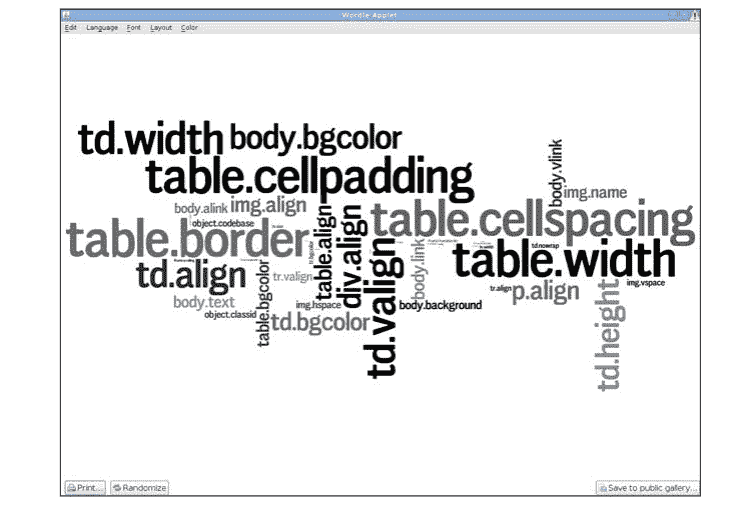 Wordle Applet
Edit Language Font Layout Color
td.width
body.bgcolor
table.cellpadding
body.vlink
img.name
body.alink
img.align
object.codebase
table.border
table.align
div.align
table.cellspacing
td.nowrap
td.align
tr.valign
td.valign
body.link
table.width
body.text
table.bgcolor
img.hspace
body.background
tr.align
p.align
img.vspace
object.classid
td.bgcolor
td.height
Print...
Randomize
Save to public gallery...